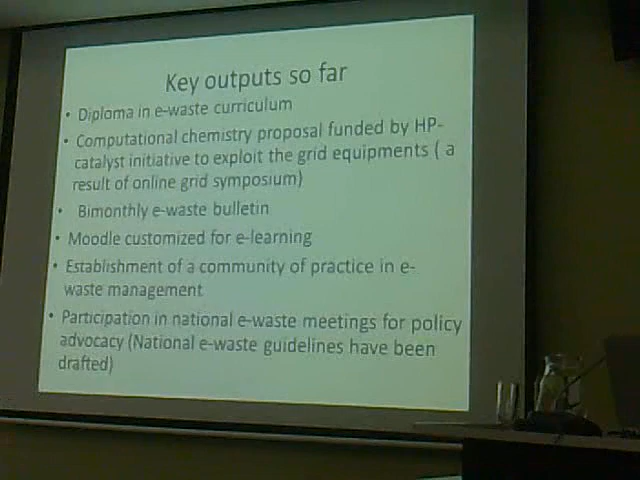 Key outputs so far
• Diploma in e-waste curriculum
• Computational chemistry proposal funded by HP-
catalyst initiative to exploit the grid equipments ( a
result of online grid symposium)
• Bimonthly e-waste bulletin
• Moodle customized for e-learning
• Establishment of a community of practice in e-
waste management
• Participation in national e-waste meetings for policy
advocacy (National e-waste guidelines have been
drafted)